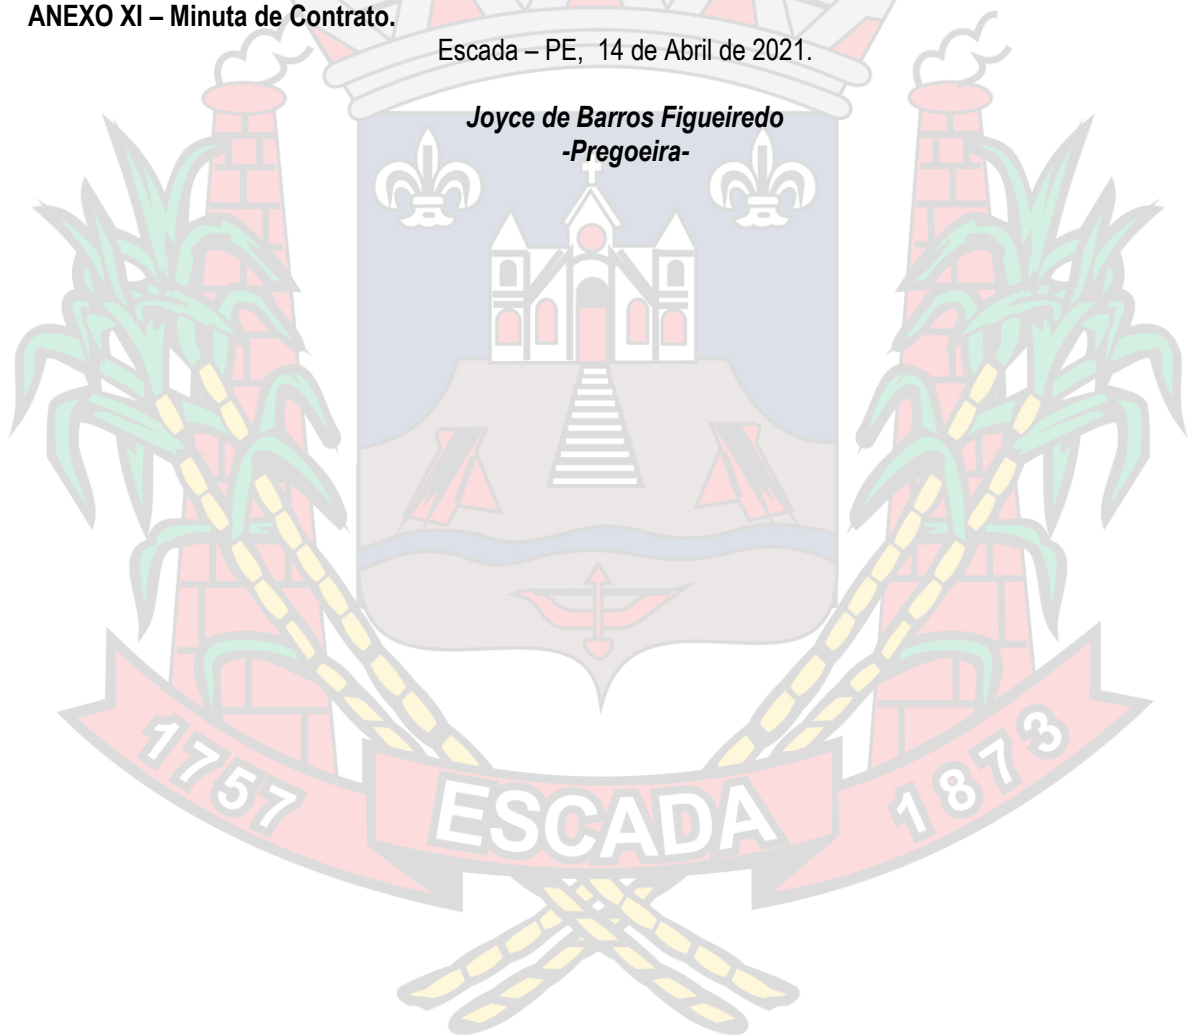 ANEXO XI – Minuta de Contrato.
Escada – PE, 14 de Abril de 2021.
Joyce de Barros Figueiredo
-Pregoeira-
1757
ESCADA
1873